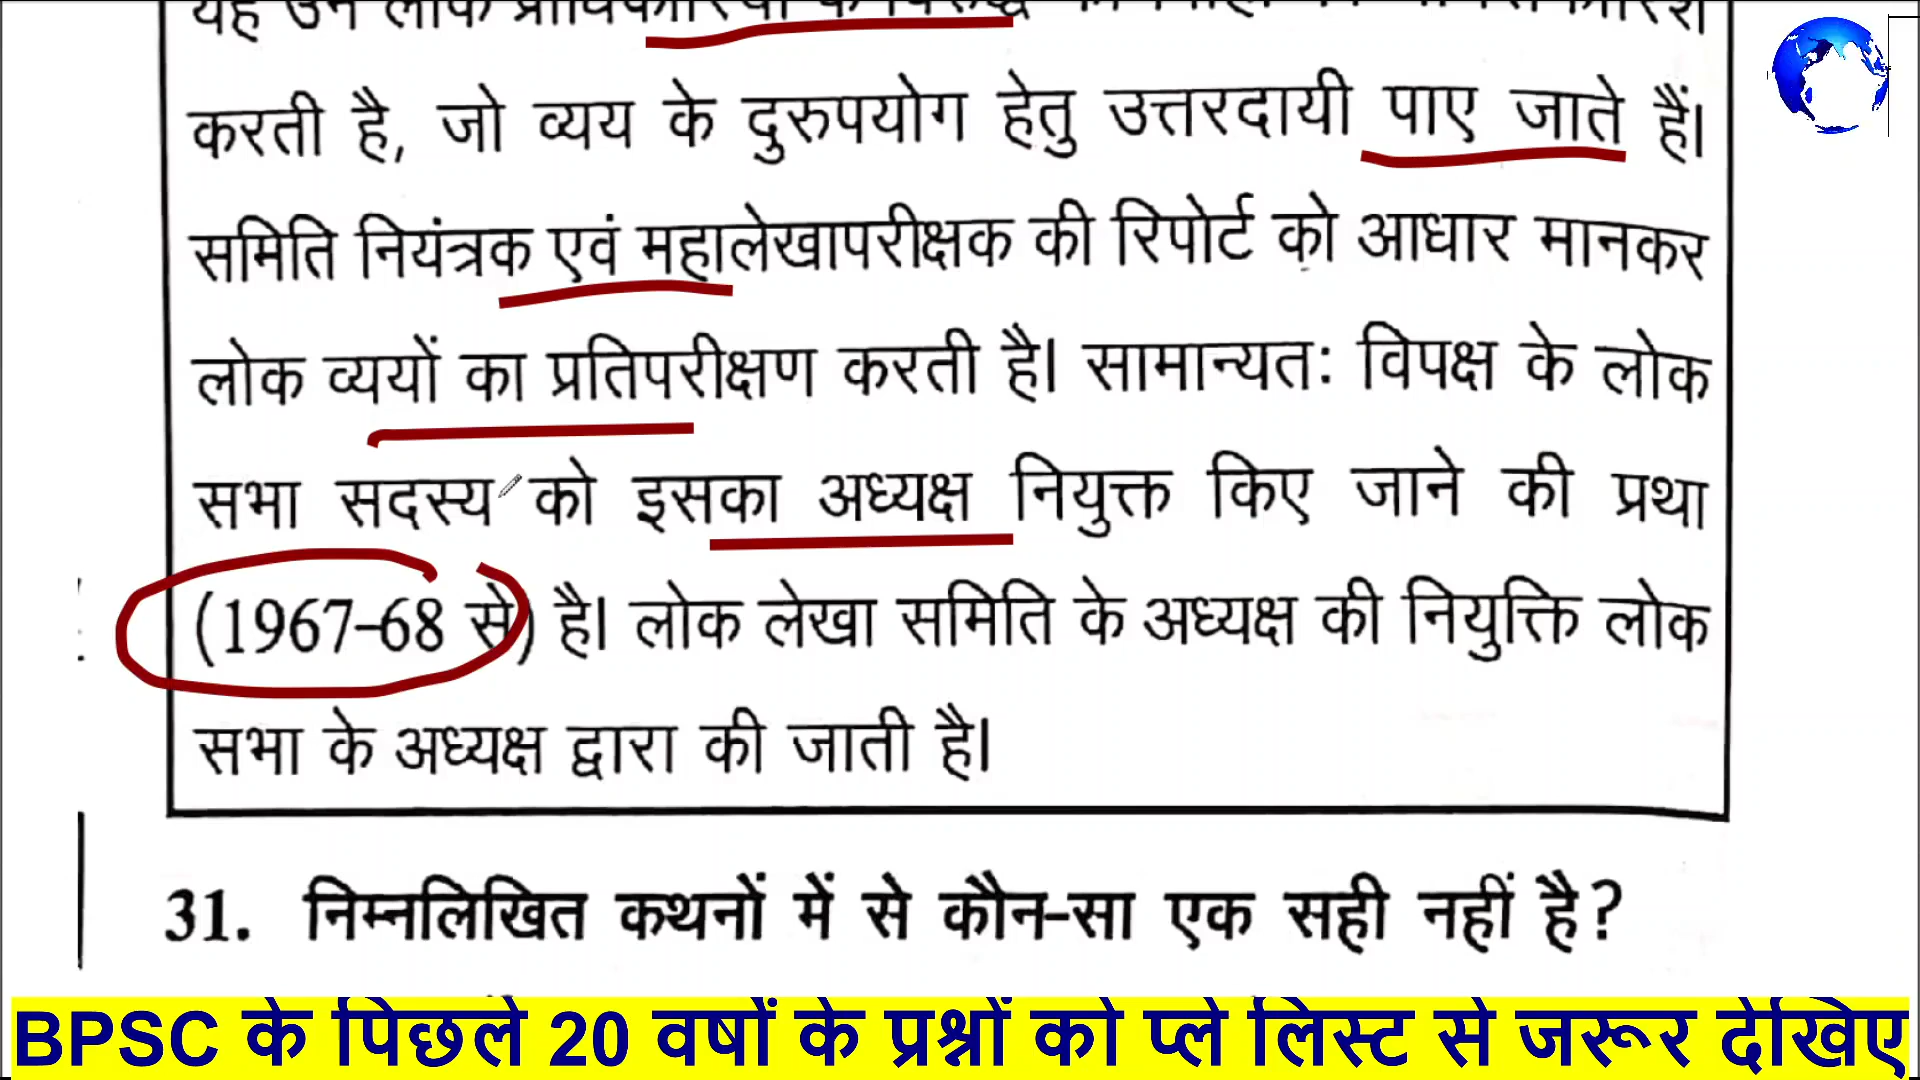 यह उन लोक प्राधिकारियों के विरुद्ध
करती है, जो व्यय के दुरुपयोग हेतु उत्तरदायी पाए जाते हैं।
समिति नियंत्रक एवं महालेखापरीक्षक की रिपोर्ट को आधार मानकर
लोक व्ययों का प्रतिपरीक्षण करती है। सामान्यतः विपक्ष के लोक
सभा सदस्य को इसका अध्यक्ष नियुक्त किए जाने की प्रथा
(1967-68 से) है। लोक लेखा समिति के अध्यक्ष की नियुक्ति लोक
सभा के अध्यक्ष द्वारा की जाती है।
31. निम्नलिखित कथनों में से कौन-सा एक सही नहीं है?
BPSC के पिछले 20 वर्षो के प्रश्नों को प्ले लिस्ट से जरूर देखिए